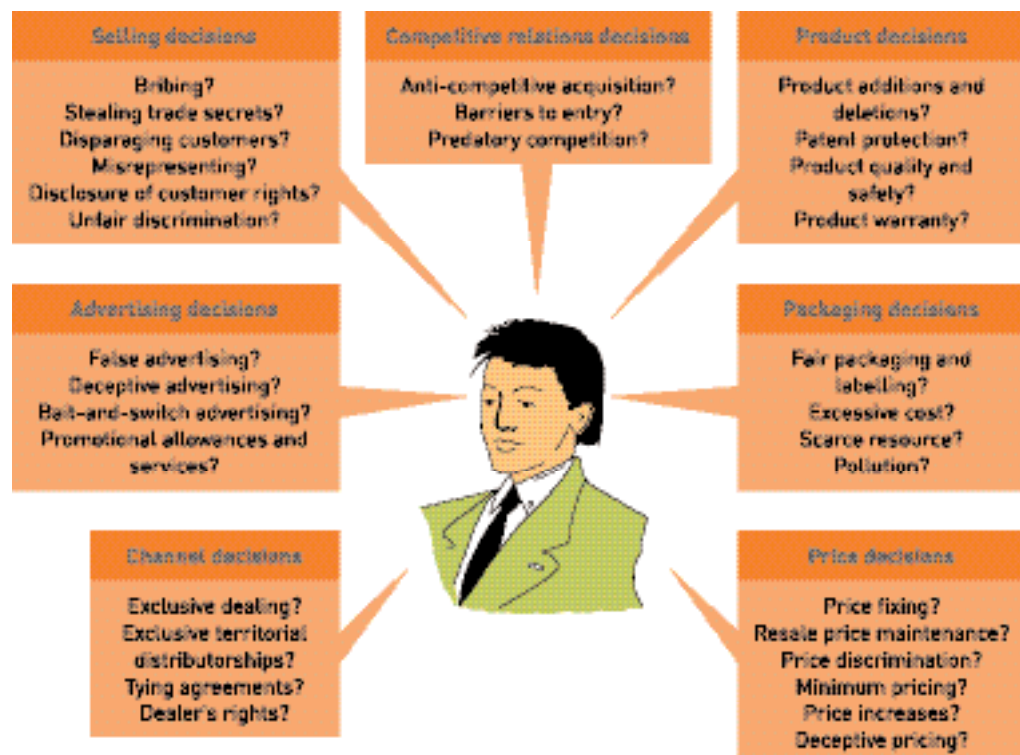 Selling decisions
Bribing?
Stealing trade secrets?
Disparaging customers?
Misrepresenting?
Disclosure of customer rights?
Unfair discrimination?
Competitive relations decisions
Anti-competitive acquisition?
Barriers to entry?
Predatory competition?
Product decisions
Product additions and
deletions?
Patent protection?
Product quality and
safety?
Product warranty?
Advertising decisions
False advertising?
Deceptive advertising?
Bait-and-switch advertising?
Promotional allowances and
services?
Packaging decisions
Fair packaging and
labelling?
Excessive cost?
Scarce resource?
Pollution?
Channel decisions
Exclusive dealing?
Exclusive territorial
distributorships?
Tying agreements?
Dealer's rights?
Price decisions
Price fixing?
Resale price maintenance?
Price discrimination?
Minimum pricing?
Price increases?
Deceptive pricing?